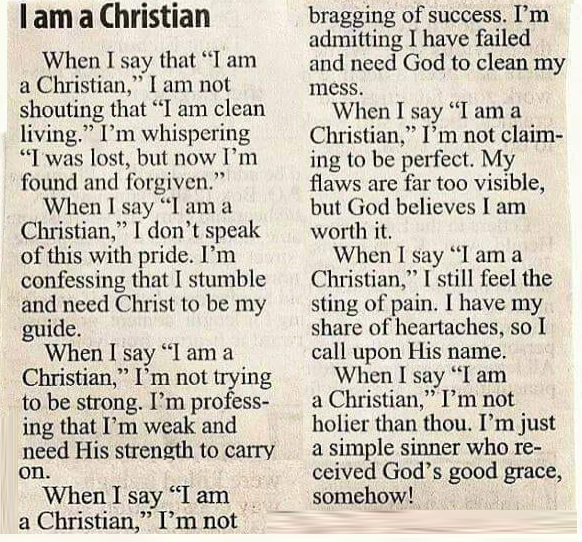 I am a Christian
When I say that “I am
a Christian,” I am not
shouting that “I am clean
living.” I’m whispering
“I was lost, but now I’m
found and forgiven.”
When I say “I am a
Christian,” I don’t speak
of this with pride. I’m
confessing that I stumble
and need Christ to be my
guide.
When I say “I am a
Christian,” I’m not trying
to be strong. I’m profess-
ing that I’m weak and
need His strength to carry
on.
When I say “I am
a Christian,” I’m not
bragging of success. I’m
admitting I have failed
and need God to clean my
mess.
When I say “I am a
Christian,” I’m not claim-
ing to be perfect. My
flaws are far too visible,
but God believes I am
worth it.
When I say “I am a
Christian,” I still feel the
sting of pain. I have my
share of heartaches, so I
call upon His name.
When I say “I am
a Christian,” I’m not
holier than thou. I’m just
a simple sinner who re-
ceived God’s good grace,
somehow!